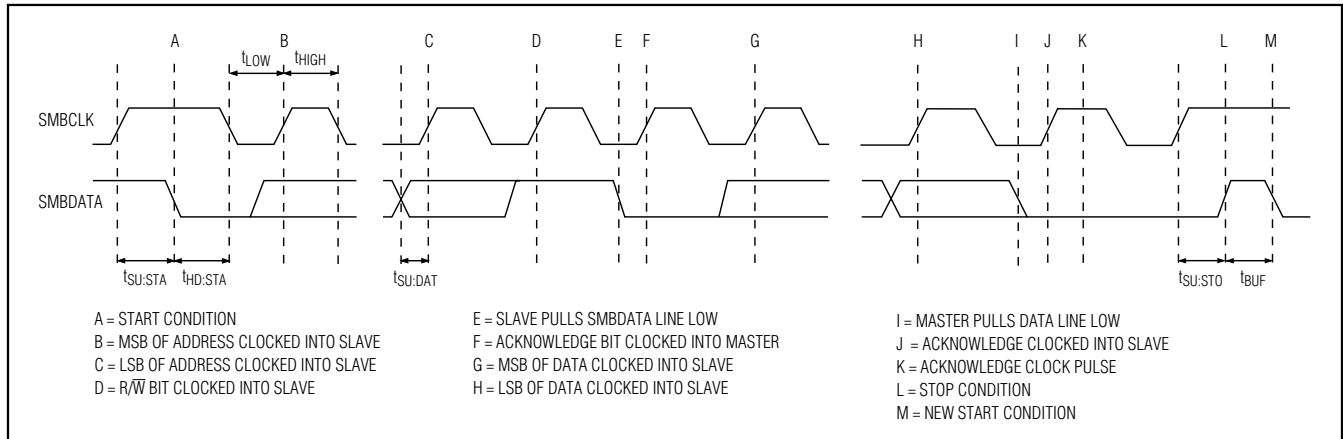 A B C D E F G H I J K L M
tLOW tHIGH
SMBCLK
SMBDATA
tSU:STA tHD:STA tSU:DAT tSU:STO tBUF
A = START CONDITION
B = MSB OF ADDRESS CLOCKED INTO SLAVE
C = LSB OF ADDRESS CLOCKED INTO SLAVE
D = R/W̅ BIT CLOCKED INTO SLAVE
E = SLAVE PULLS SMBDATA LINE LOW
F = ACKNOWLEDGE BIT CLOCKED INTO MASTER
G = MSB OF DATA CLOCKED INTO SLAVE
H = LSB OF DATA CLOCKED INTO SLAVE
I = MASTER PULLS DATA LINE LOW
J = ACKNOWLEDGE CLOCKED INTO SLAVE
K = ACKNOWLEDGE CLOCK PULSE
L = STOP CONDITION
M = NEW START CONDITION